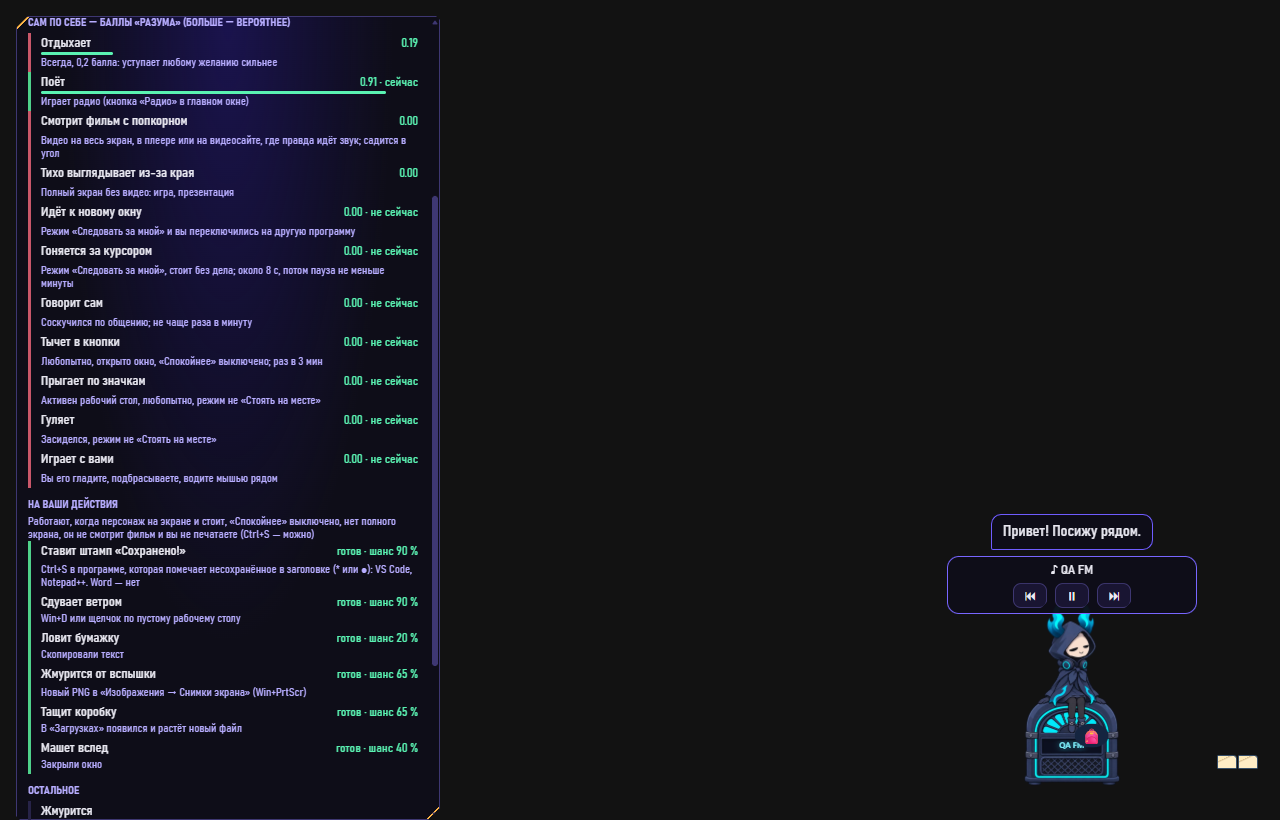 САМ ПО СЕБЕ — БАЛЛЫ «РАЗУМА» (БОЛЬШЕ — ВЕРОЯТНЕЕ)
Отдыхает 0.19
Всегда, 0,2 балла: уступает любому желанию сильнее
Поёт 0.91 · сейчас
Играет радио (кнопка «Радио» в главном окне)
Смотрит фильм с попкорном 0.00
Видео на весь экран, в плеере или на видеосайте, где правда идёт звук; садится в
угол
Тихо выглядывает из-за края 0.00
Полный экран без видео: игра, презентация
Идёт к новому окну 0.00 · не сейчас
Режим «Следовать за мной» и вы переключились на другую программу
Гоняется за курсором 0.00 · не сейчас
Режим «Следовать за мной», стоит без дела; около 8 с, потом пауза не меньше
минуты
Говорит сам 0.00 · не сейчас
Соскучился по общению; не чаще раза в минуту
Тычет в кнопки 0.00 · не сейчас
Любопытно, открыто окно, «Спокойнее» выключено; раз в 3 мин
Прыгает по значкам 0.00 · не сейчас
Активен рабочий стол, любопытно, режим не «Стоять на месте»
Гуляет 0.00 · не сейчас
Засиделся, режим не «Стоять на месте»
Играет с вами 0.00 · не сейчас
Вы его гладите, подбрасываете, водите мышью рядом
НА ВАШИ ДЕЙСТВИЯ
Работают, когда персонаж на экране и стоит, «Спокойнее» выключено, нет полного
экрана, он не смотрит фильм и вы не печатаете (Ctrl+S — можно)
Ставит штамп «Сохранено!» готов · шанс 90 %
Ctrl+S в программе, которая помечает несохранённое в заголовке (* или ●): VS Code,
Notepad++. Word — нет
Сдувает ветром готов · шанс 90 %
Win+D или щелчок по пустому рабочему столу
Ловит бумажку готов · шанс 20 %
Скопировали текст
Жмурится от вспышки готов · шанс 65 %
Новый PNG в «Изображения → Снимки экрана» (Win+PrtScr)
Тащит коробку готов · шанс 65 %
В «Загрузках» появился и растёт новый файл
Машет вслед готов · шанс 40 %
Закрыли окно
ОСТАЛЬНОЕ
Жмурится
Привет! Посижу рядом.
♪ QA FM
QA FM